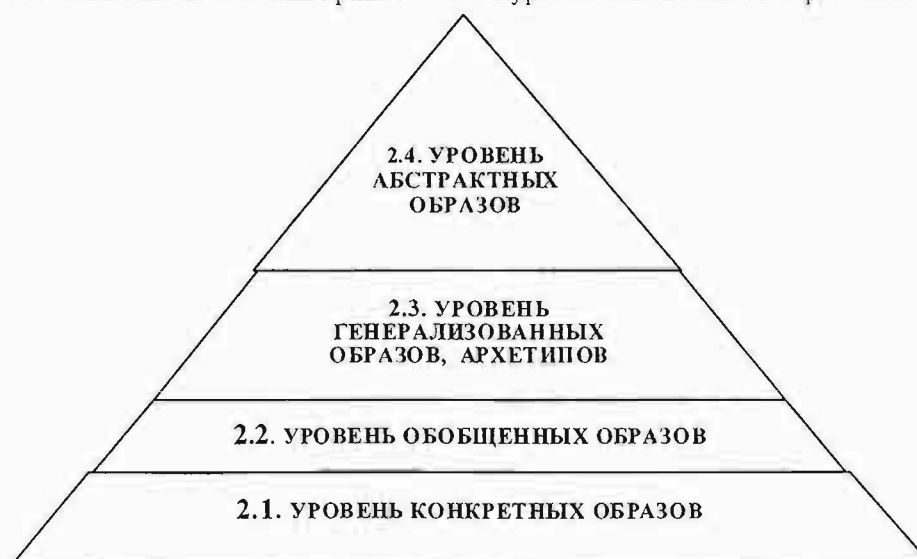 2.4. УРОВЕНЬ
АБСТРАКТНЫХ
ОБРАЗОВ
2.3. УРОВЕНЬ
ГЕНЕРАЛИЗОВАННЫХ
ОБРАЗОВ, АРХЕТИПОВ
2.2. УРОВЕНЬ ОБОБЩЕННЫХ ОБРАЗОВ
2.1. УРОВЕНЬ КОНКРЕТНЫХ ОБРАЗОВ